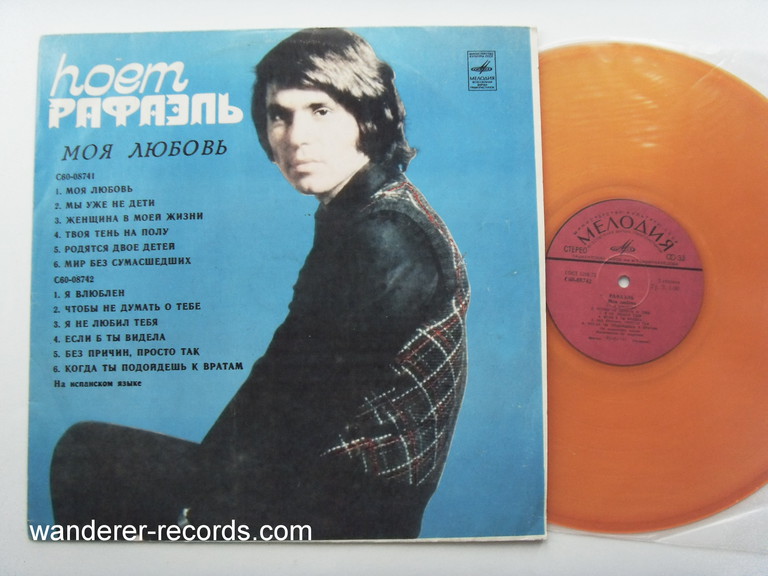 поет
РАФАЭЛЬ
МОЯ ЛЮБОВЬ
С60-08741
1. МОЯ ЛЮБОВЬ
2. МЫ УЖЕ НЕ ДЕТИ
3. ЖЕНЩИНА В МОЕЙ ЖИЗНИ
4. ТВОЯ ТЕНЬ НА ПОЛУ
5. РОДЯТСЯ ДВОЕ ДЕТЕЙ
6. МИР БЕЗ СУМАСШЕДШИХ
С60-08742
1. Я ВЛЮБЛЕН
2. ЧТОБЫ НЕ ДУМАТЬ О ТЕБЕ
3. Я НЕ ЛЮБИЛ ТЕБЯ
4. ЕСЛИ Б ТЫ ВИДЕЛА
5. БЕЗ ПРИЧИН, ПРОСТО ТАК
6. КОГДА ТЫ ПОДОЙДЕШЬ К ВРАТАМ
На испанском языке
МЕЛОДИЯ
МЕЛОДИЯ
СТЕРЕО
С60-08742
wanderer-records.com